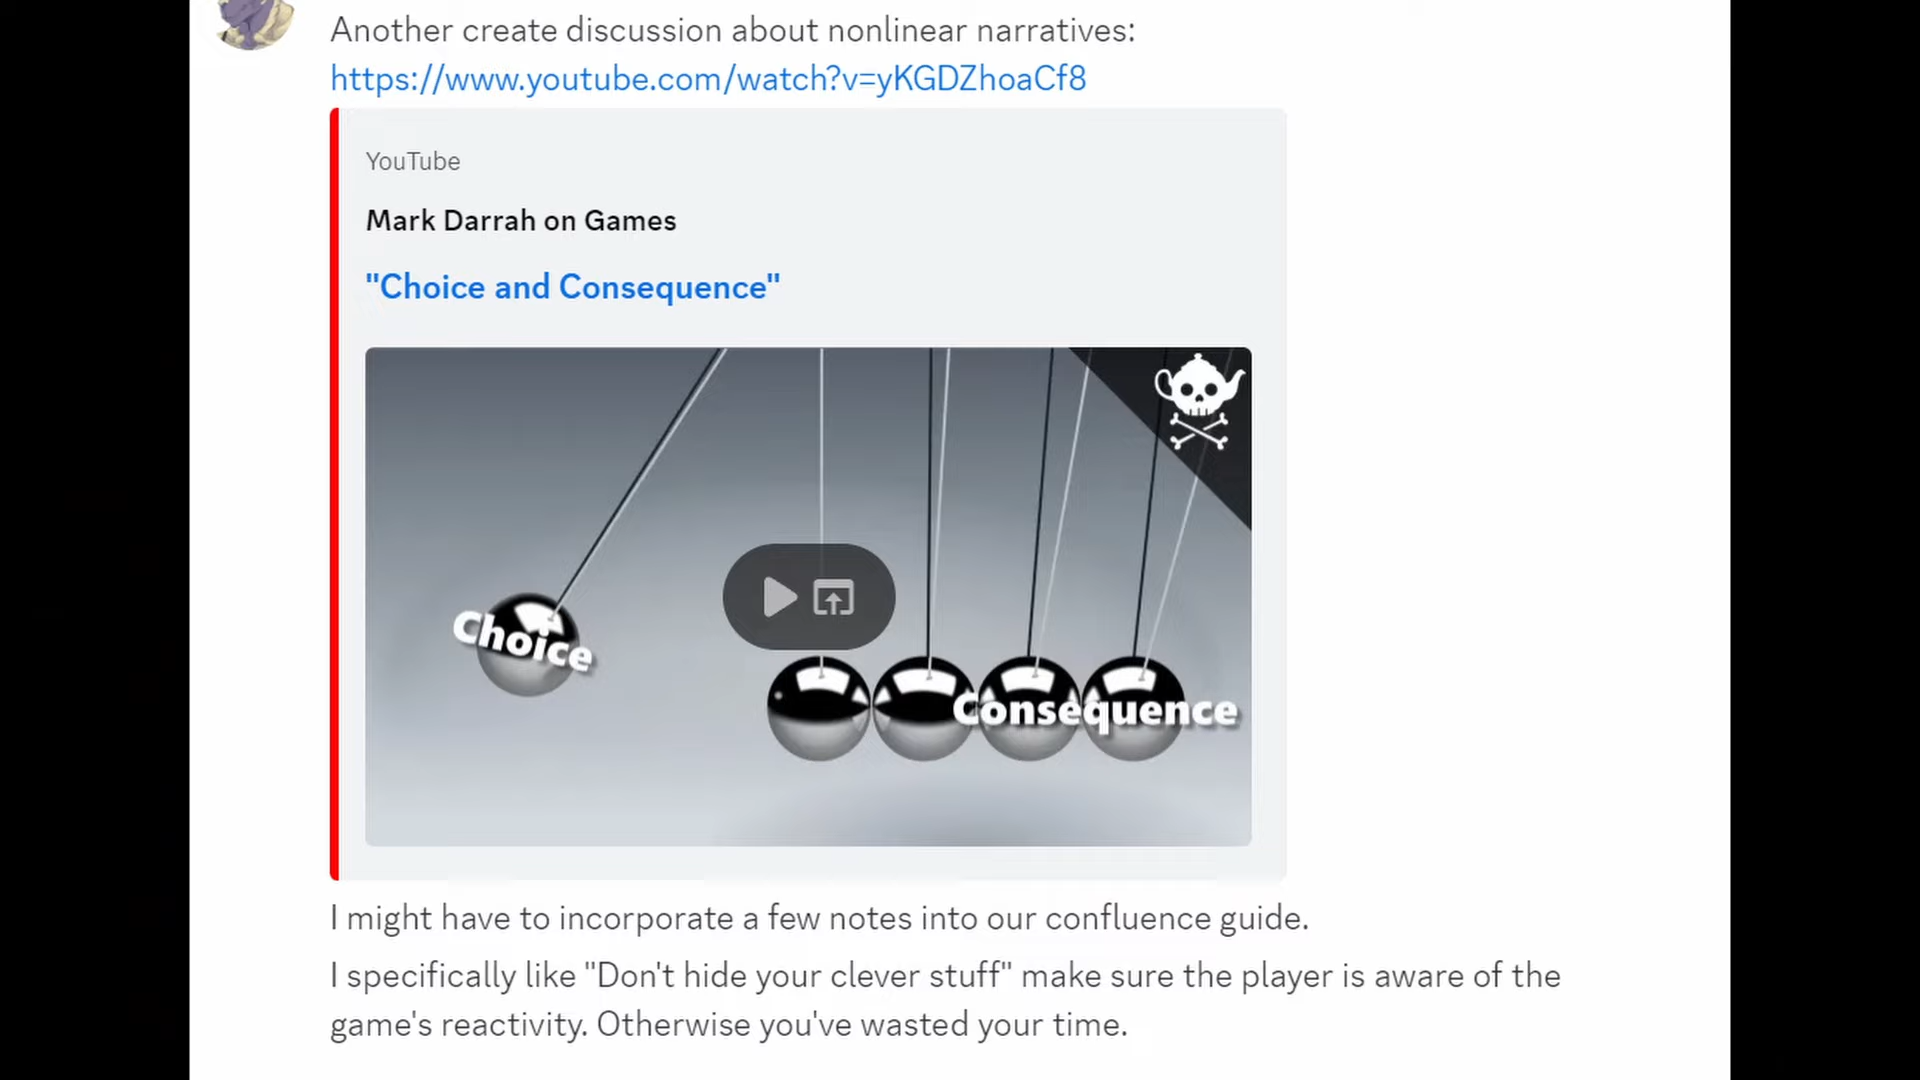 Another create discussion about nonlinear narratives:
https://www.youtube.com/watch?v=yKGDZhoaCf8
YouTube
Mark Darrah on Games
"Choice and Consequence"
Choice
Consequence
I might have to incorporate a few notes into our confluence guide.
I specifically like "Don't hide your clever stuff" make sure the player is aware of the
game's reactivity. Otherwise you've wasted your time.